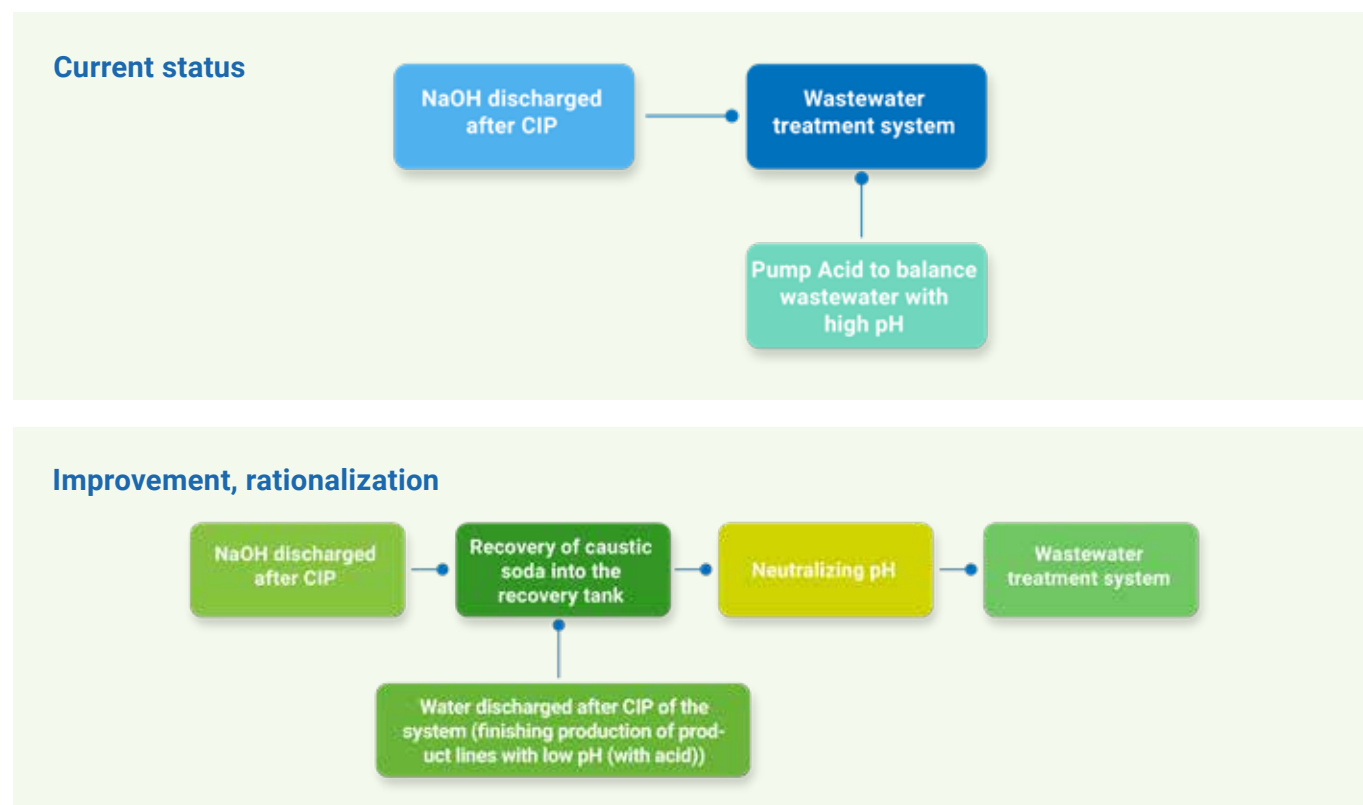 Current status
NaOH discharged
after CIP
Wastewater
treatment system
Pump Acid to balance
wastewater with
high pH
Improvement, rationalization
NaOH discharged
after CIP
Recovery of caustic
soda into the
recovery tank
Neutralizing pH
Wastewater
treatment system
Water discharged after CIP of the
system (finishing production of prod-
uct lines with low pH (with acid))